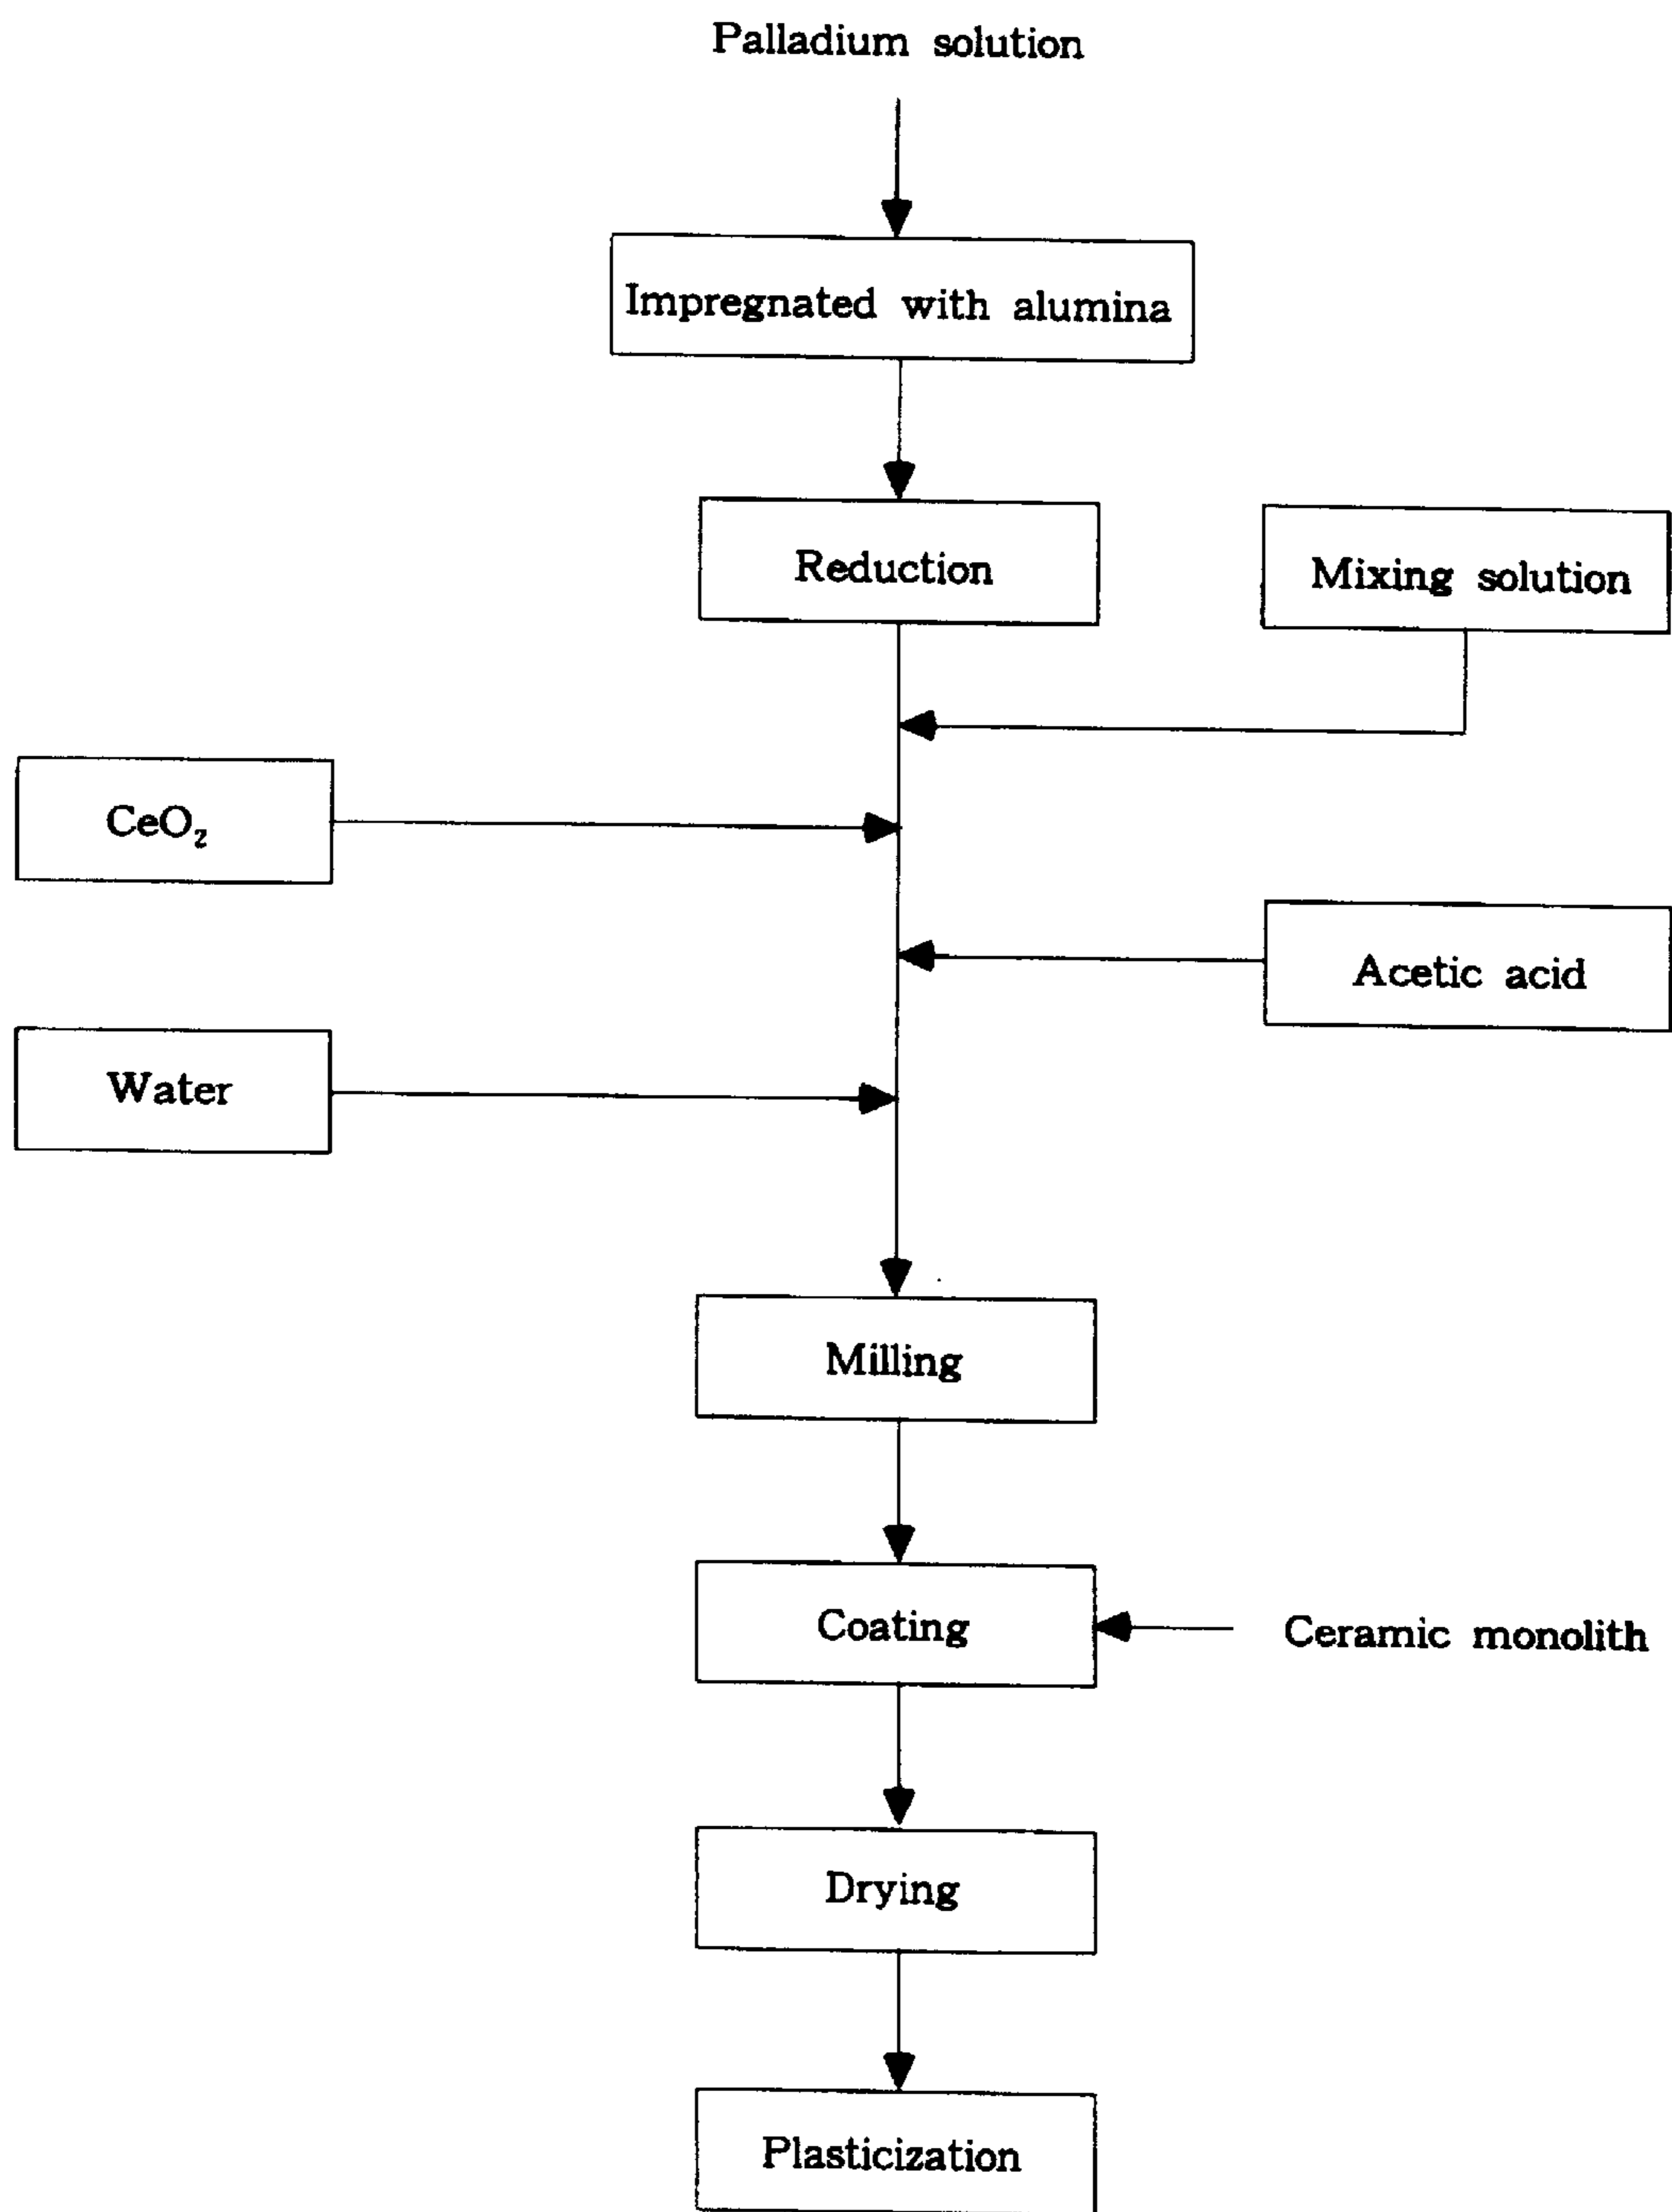 Palladium solution
Impregnated with alumina
Reduction
Mixing solution
CeO₂
Acetic acid
Water
Milling
Coating
Ceramic monolith
Drying
Plasticization